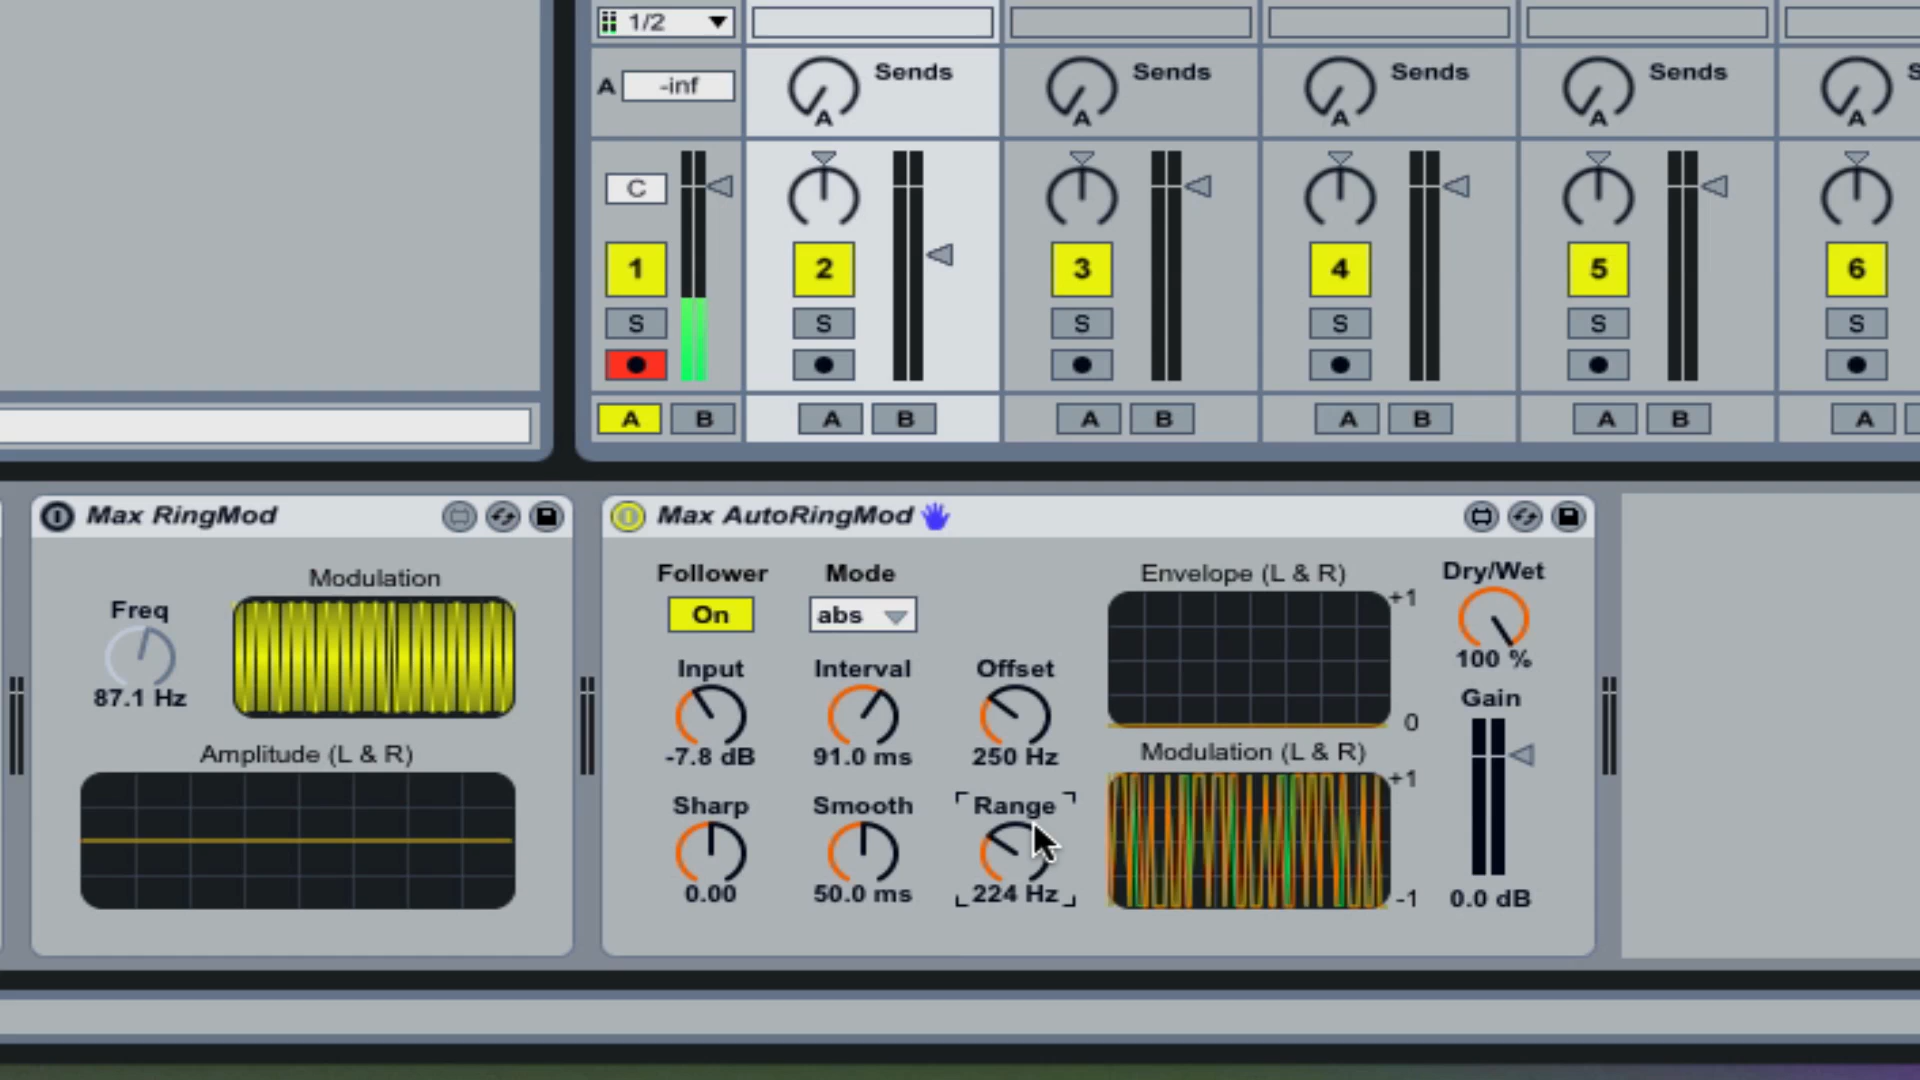 1/2
A -inf
Sends Sends Sends Sends S
A A A A A
C
1 2 3 4 5 6
S S S S S S
A B A B A B A B A B A
Max RingMod
Max AutoRingMod
Freq
87.1 Hz
Modulation
Amplitude (L & R)
Follower
On
Mode
abs
Input
-7.8 dB
Interval
91.0 ms
Offset
250 Hz
Sharp
0.00
Smooth
50.0 ms
Range
224 Hz
Envelope (L & R)
+1
0
Modulation (L & R)
+1
-1
Dry/Wet
100 %
Gain
0.0 dB